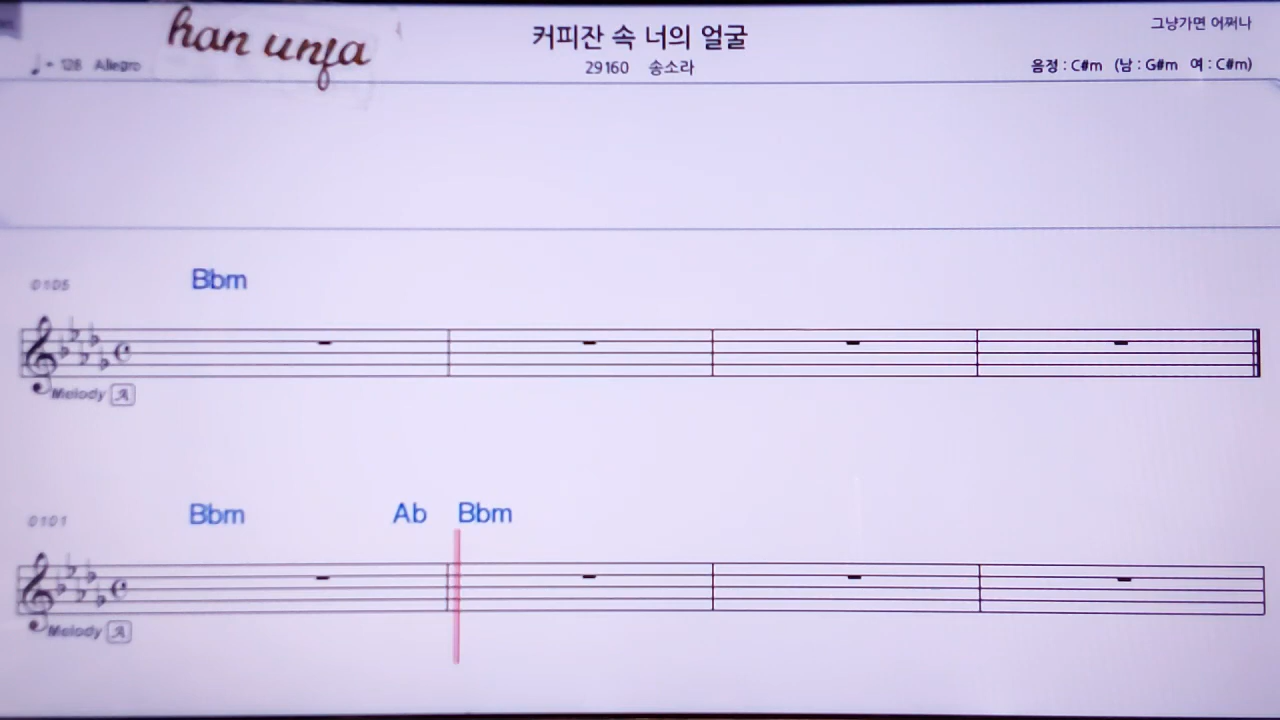 han unfa
커피잔 속 너의 얼굴
그냥가면 어쩌나
= 128 Allegro
29160 송소라
음정 : C#m (남 : G#m 여 : C#m)
0105 Bbm
Melody A
0101 Bbm Ab Bbm
Melody A